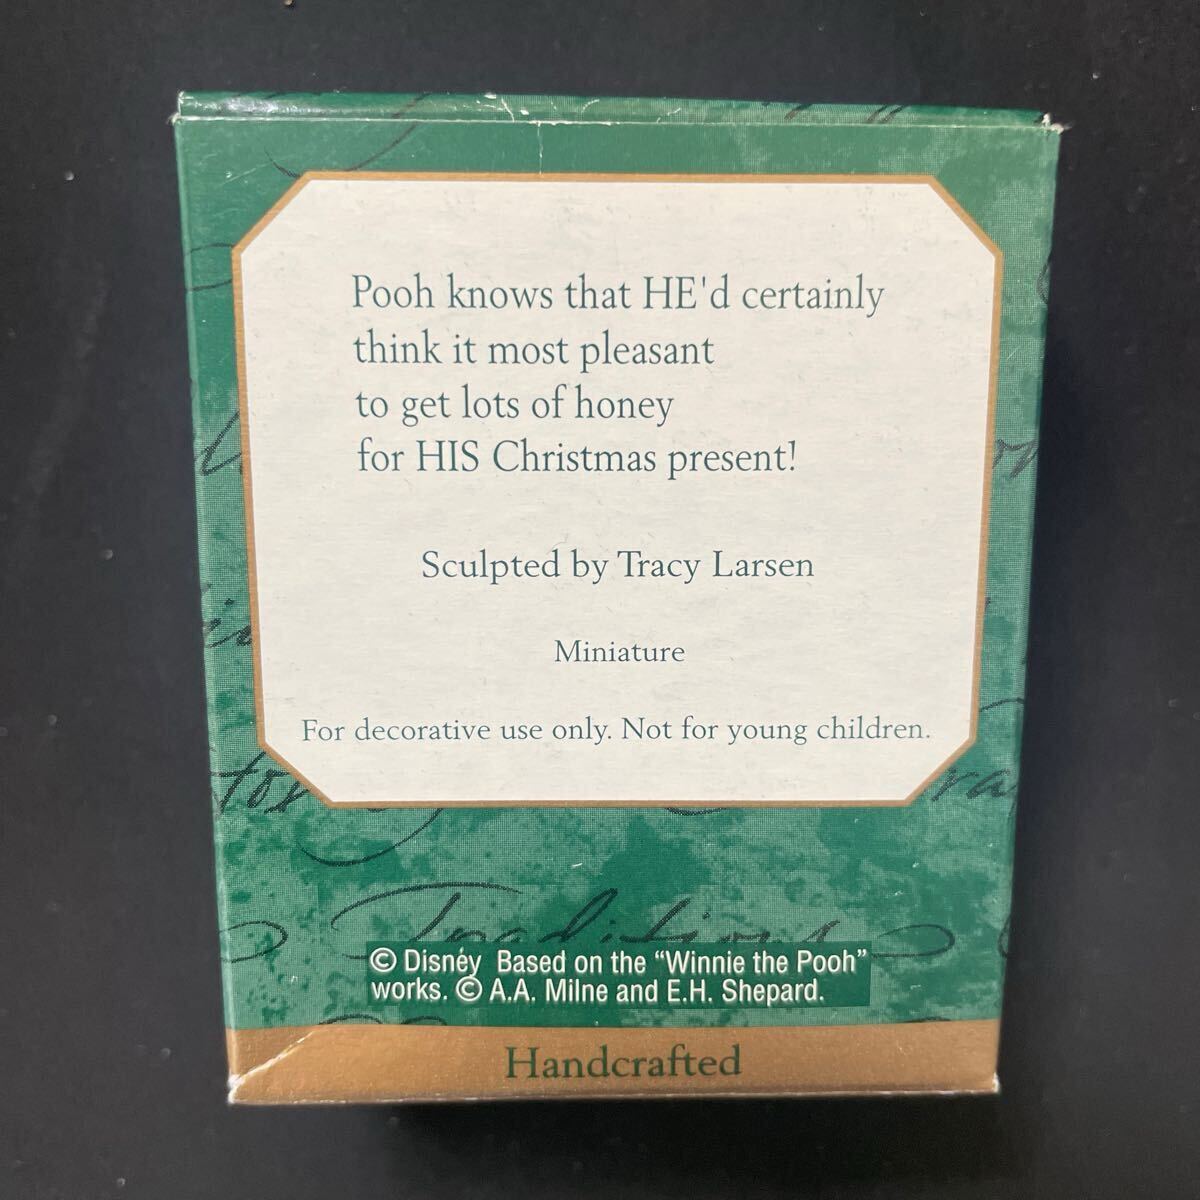 Pooh knows that HE'd certainly
think it most pleasant
to get lots of honey
for HIS Christmas present!
Sculpted by Tracy Larsen
Miniature
For decorative use only. Not for young children.
Traditions
© Disney Based on the “Winnie the Pooh”
works. © A.A. Milne and E.H. Shepard.
Handcrafted